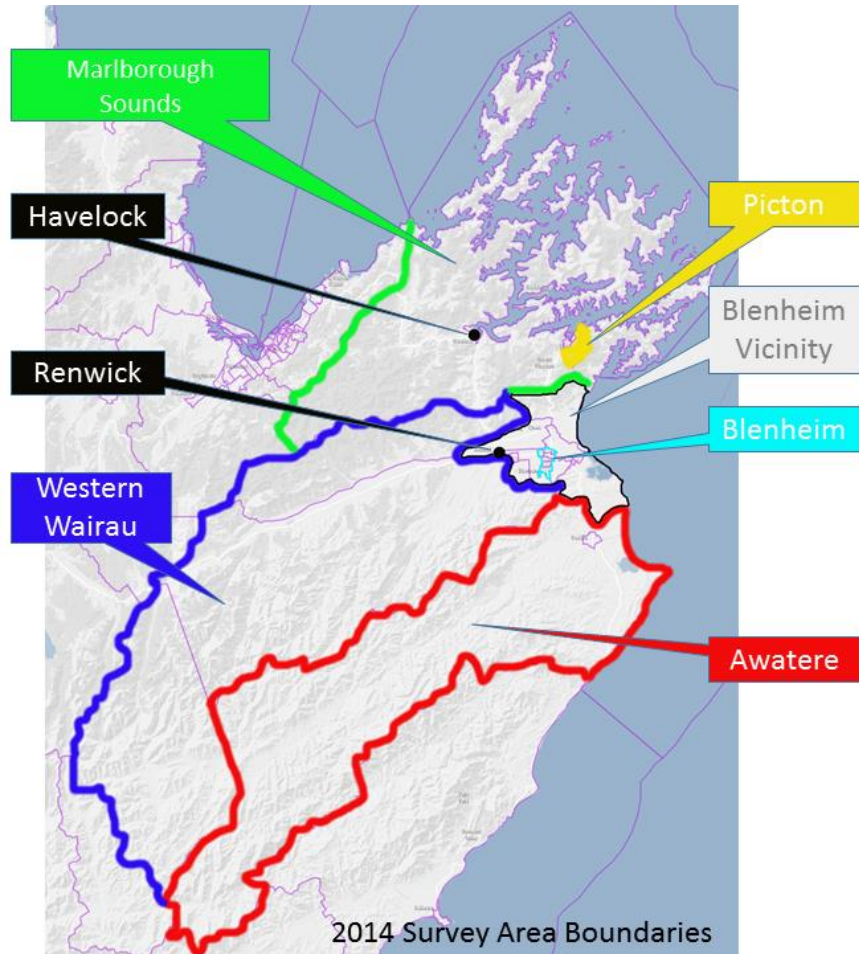 Marlborough
Sounds
Havelock
Picton
Blenheim
Vicinity
Renwick
Blenheim
Western
Wairau
Awatere
2014 Survey Area Boundaries